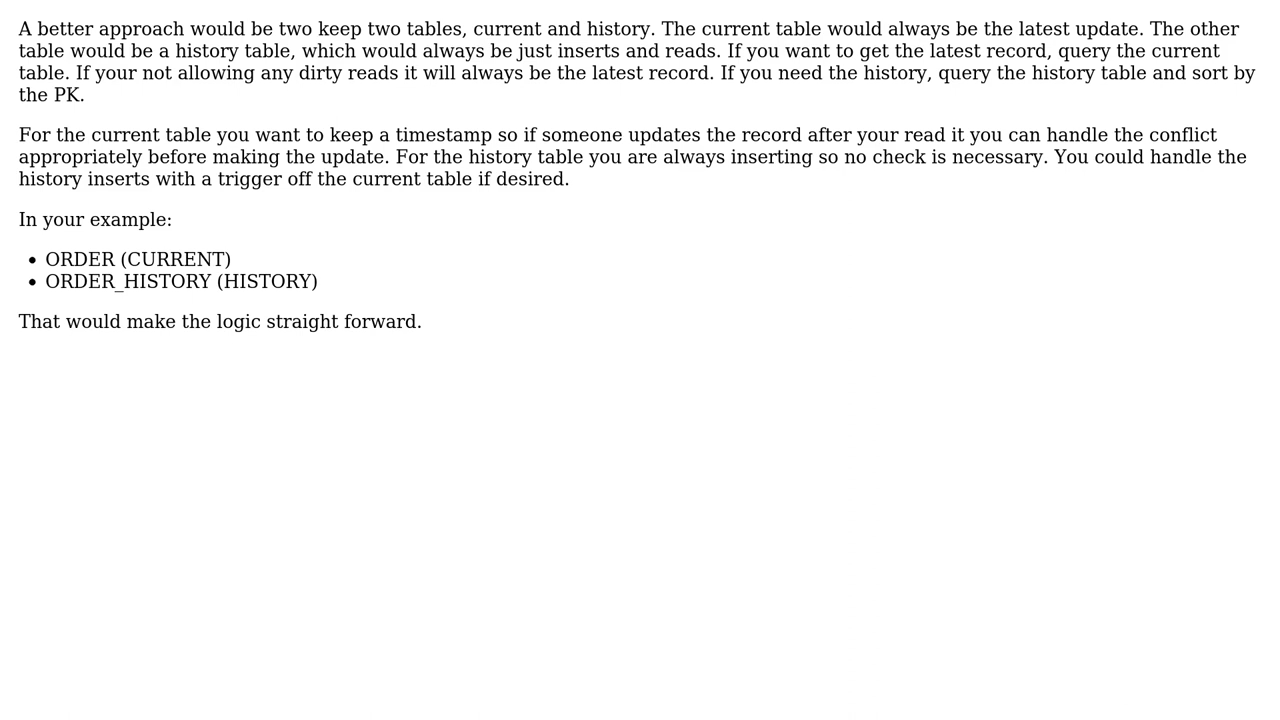 A better approach would be two keep two tables, current and history. The current table would always be the latest update. The other
table would be a history table, which would always be just inserts and reads. If you want to get the latest record, query the current
table. If your not allowing any dirty reads it will always be the latest record. If you need the history, query the history table and sort by
the PK.
For the current table you want to keep a timestamp so if someone updates the record after your read it you can handle the conflict
appropriately before making the update. For the history table you are always inserting so no check is necessary. You could handle the
history inserts with a trigger off the current table if desired.
In your example:
• ORDER (CURRENT)
• ORDER_HISTORY (HISTORY)
That would make the logic straight forward.